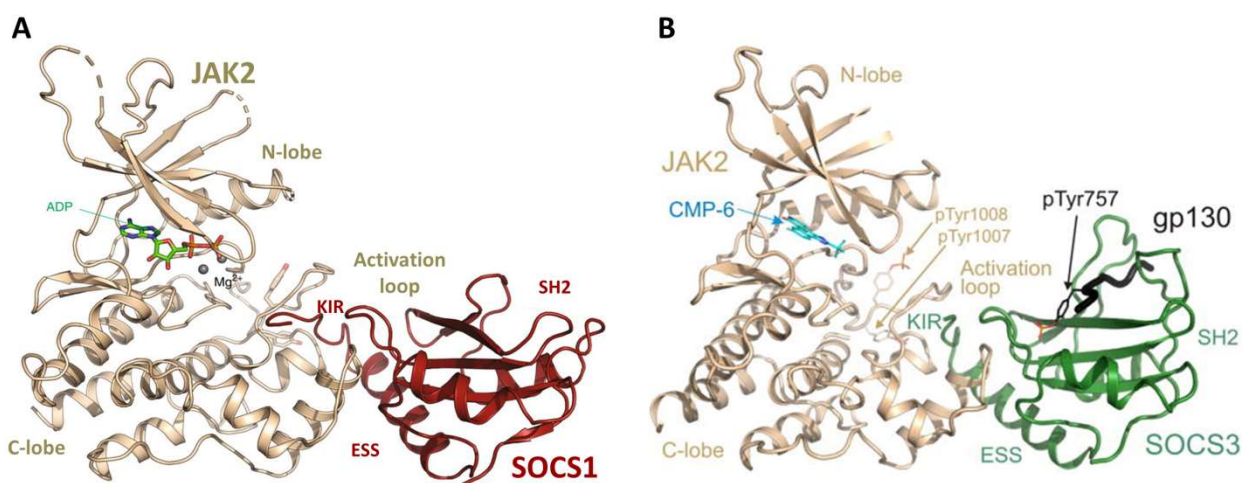 A
JAK2
N-lobe
ADP
Mg2+
Activation
loop
KIR
SH2
C-lobe
ESS
SOCS1
B
N-lobe
JAK2
CMP-6
pTyr1008
pTyr1007
Activation
loop
pTyr757
gp130
KIR
SH2
C-lobe
ESS
SOCS3